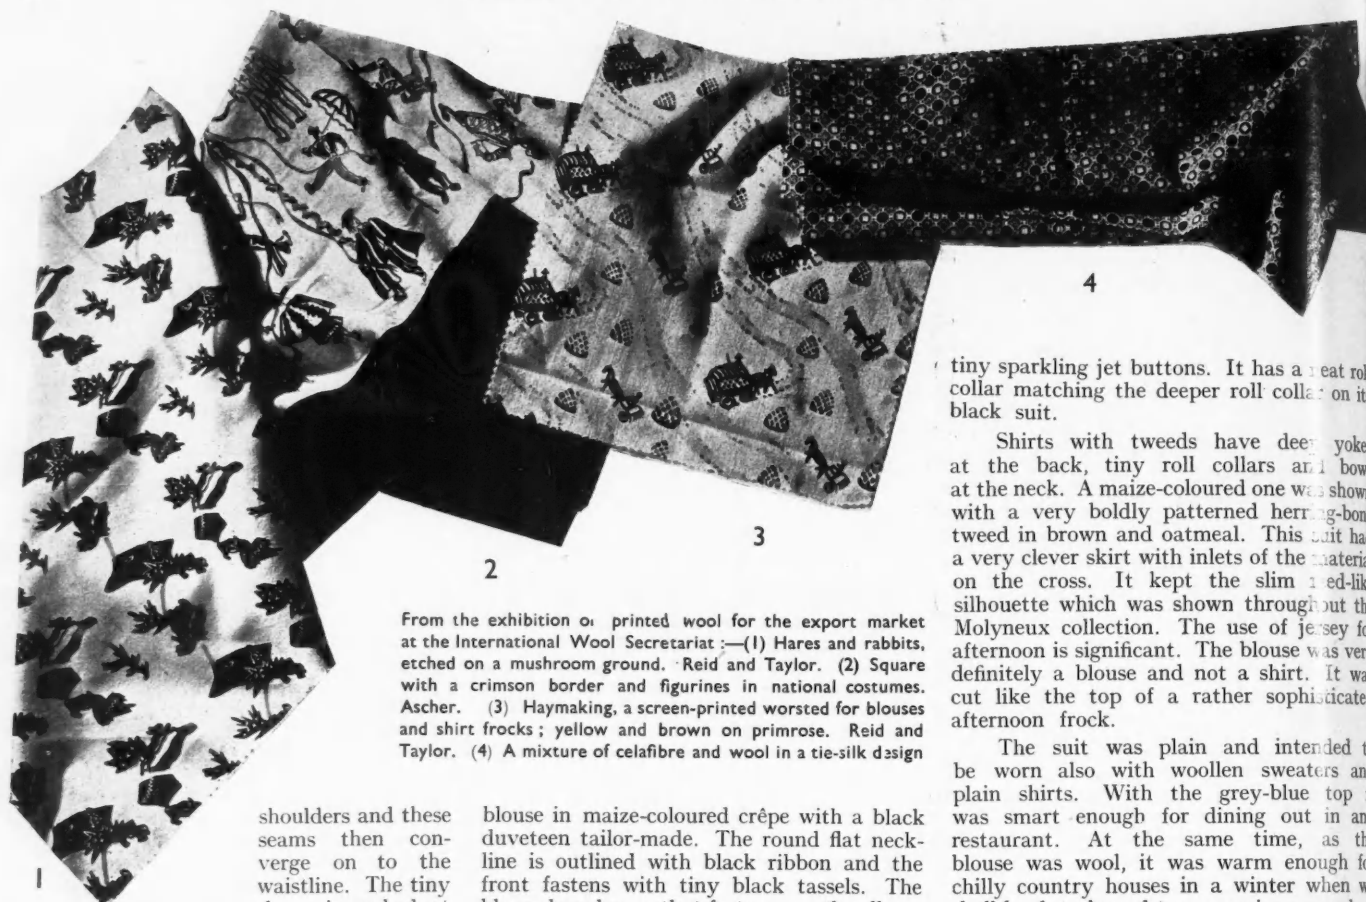 4
1
2
3
From the exhibition of printed wool for the export market
at the International Wool Secretariat :—(1) Hares and rabbits,
etched on a mushroom ground. Reid and Taylor. (2) Square
with a crimson border and figurines in national costumes.
Ascher. (3) Haymaking, a screen-printed worsted for blouses
and shirt frocks ; yellow and brown on primrose. Reid and
Taylor. (4) A mixture of celafibre and wool in a tie-silk design
shoulders and these
seams then con-
verge on to the
waistline. The tiny
blouse in maize-coloured crêpe with a black
duveteen tailor-made. The round flat neck-
line is outlined with black ribbon and the
front fastens with tiny black tassels. The
tiny sparkling jet buttons. It has a
collar matching the deeper roll collar on
black suit.
Shirts with tweeds have
at the back, tiny roll collars and
at the neck. A maize-coloured one was
with a very boldly patterned
tweed in brown and oatmeal. This suit
a very clever skirt with inlets of the
on the cross. It kept the slim
silhouette which was shown throughout
Molyneux collection. The use of jersey
afternoon is significant. The blouse was
definitely a blouse and not a shirt. It
cut like the top of a rather
afternoon frock.
The suit was plain and intended
be worn also with woollen sweaters
plain shirts. With the grey-blue top
was smart enough for dining out in
restaurant. At the same time, as
blouse was wool, it was warm enough
chilly country houses in a winter when